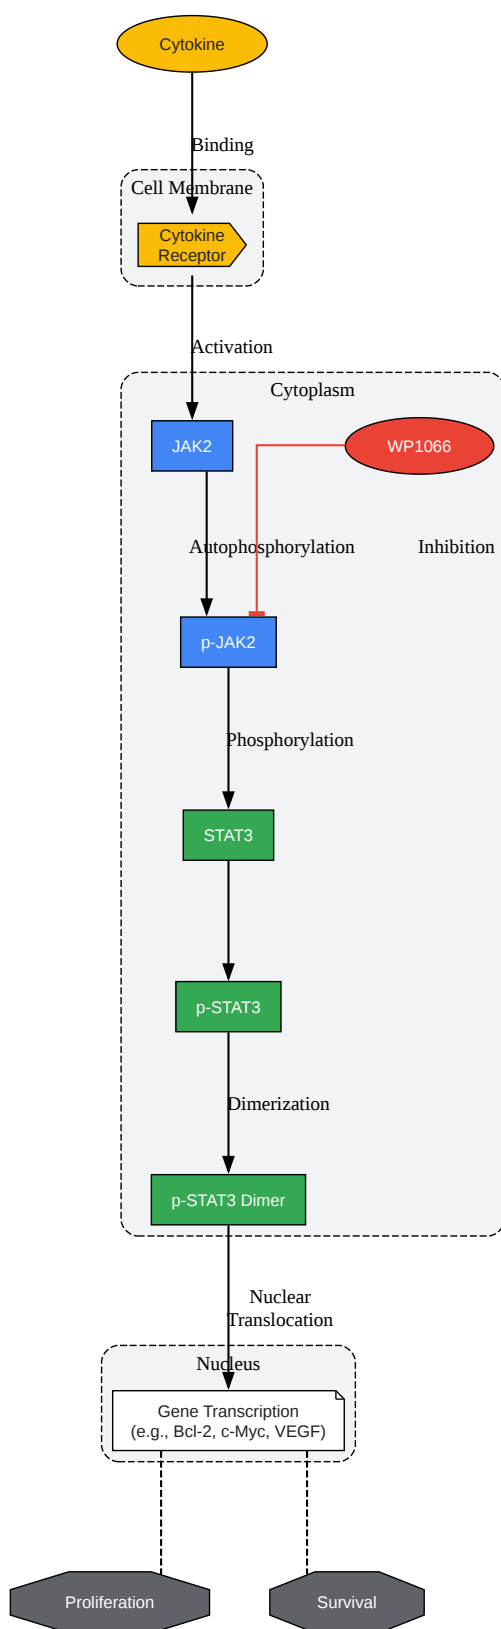 Cytokine
Binding
Cell Membrane
Cytokine
Receptor
Activation
Cytoplasm
JAK2
WP1066
Autophosphorylation
Inhibition
p-JAK2
Phosphorylation
STAT3
p-STAT3
Dimerization
p-STAT3 Dimer
Nuclear
Translocation
Nucleus
Gene Transcription
(e.g., Bcl-2, c-Myc, VEGF)
Proliferation
Survival